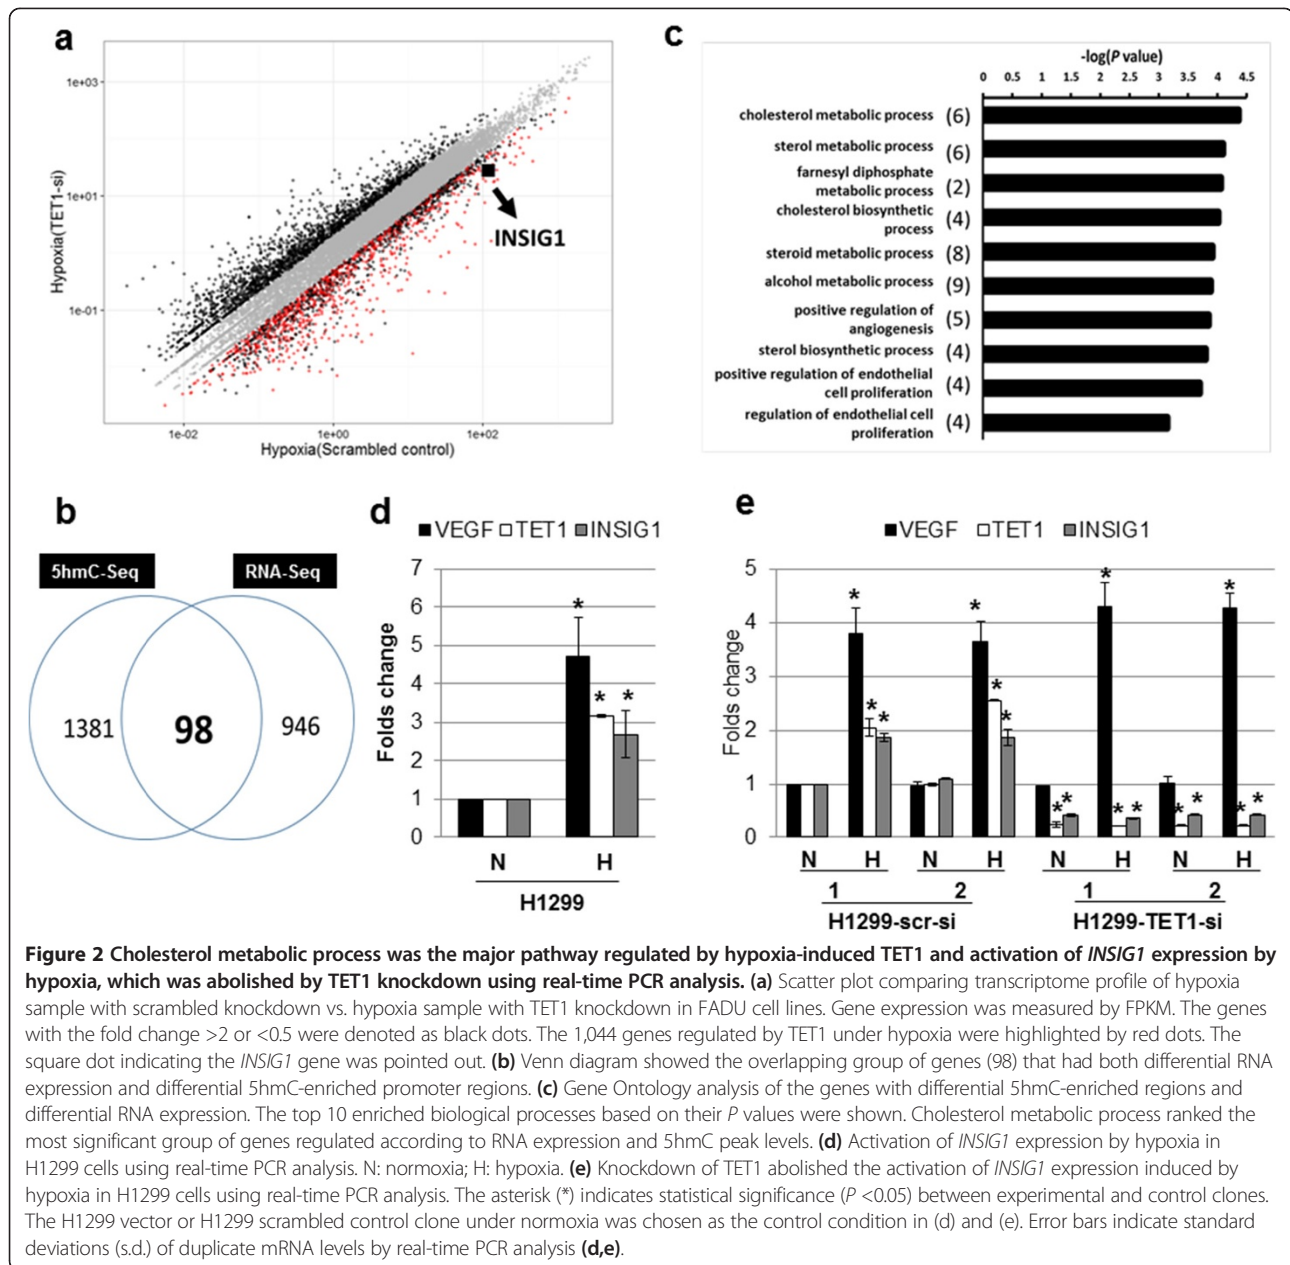 a
1e+03
1e+01
1e-01
1e-02
1e+00
1e+02
Hypoxia(TET1-si)
Hypoxia(Scrambled control)
INSIG1
c
-log(P value)
0 0.5 1 1.5 2 2.5 3 3.5 4 4.5
cholesterol metabolic process (6)
sterol metabolic process (6)
farnesyl diphosphate
metabolic process (2)
cholesterol biosynthetic
process (4)
steroid metabolic process (8)
alcohol metabolic process (9)
positive regulation of
angiogenesis (5)
sterol biosynthetic process (4)
positive regulation of endothelial
cell proliferation (4)
regulation of endothelial cell
proliferation (4)
b
5hmC-Seq
RNA-Seq
1381 98 946
d
VEGF TET1 INSIG1
Folds change
7
6
5
4
3
2
1
0
* * *
N H
H1299
e
VEGF TET1 INSIG1
Folds change
5
4
3
2
1
0
* * * * * * * * * * * * * *
N H N H N H N H
1 2 1 2
H1299-scr-si H1299-TET1-si
Figure 2 Cholesterol metabolic process was the major pathway regulated by hypoxia-induced TET1 and activation of INSIG1 expression by
hypoxia, which was abolished by TET1 knockdown using real-time PCR analysis. (a) Scatter plot comparing transcriptome profile of hypoxia
sample with scrambled knockdown vs. hypoxia sample with TET1 knockdown in FADU cell lines. Gene expression was measured by FPKM. The genes
with the fold change >2 or <0.5 were denoted as black dots. The 1,044 genes regulated by TET1 under hypoxia were highlighted by red dots. The
square dot indicating the INSIG1 gene was pointed out. (b) Venn diagram showed the overlapping group of genes (98) that had both differential RNA
expression and differential 5hmC-enriched promoter regions. (c) Gene Ontology analysis of the genes with differential 5hmC-enriched regions and
differential RNA expression. The top 10 enriched biological processes based on their P values were shown. Cholesterol metabolic process ranked the
most significant group of genes regulated according to RNA expression and 5hmC peak levels. (d) Activation of INSIG1 expression by hypoxia in
H1299 cells using real-time PCR analysis. N: normoxia; H: hypoxia. (e) Knockdown of TET1 abolished the activation of INSIG1 expression induced by
hypoxia in H1299 cells using real-time PCR analysis. The asterisk (*) indicates statistical significance (P <0.05) between experimental and control clones.
The H1299 vector or H1299 scrambled control clone under normoxia was chosen as the control condition in (d) and (e). Error bars indicate standard
deviations (s.d.) of duplicate mRNA levels by real-time PCR analysis (d,e).